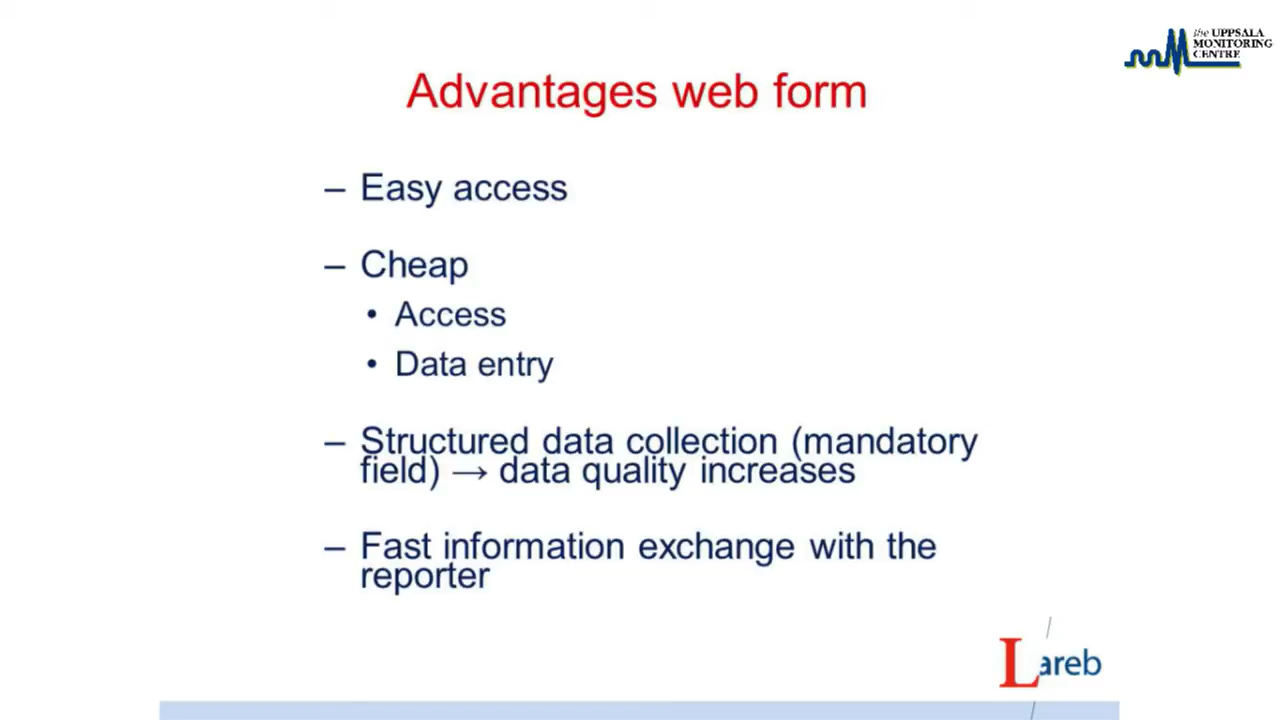 the UPPSALA
MONITORING
CENTRE
Advantages web form
– Easy access
– Cheap
• Access
• Data entry
– Structured data collection (mandatory
field) → data quality increases
– Fast information exchange with the
reporter
Lareb